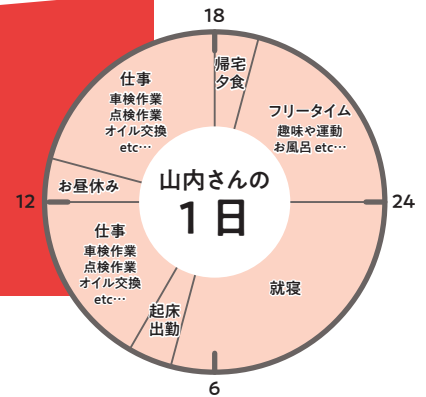 18
帰宅
夕食
フリータイム
趣味や運動
お風呂 etc…
24
就寝
6
起床
出勤
仕事
車検作業
点検作業
オイル交換
etc…
12
お昼休み
仕事
車検作業
点検作業
オイル交換
etc…
山内さんの
1日